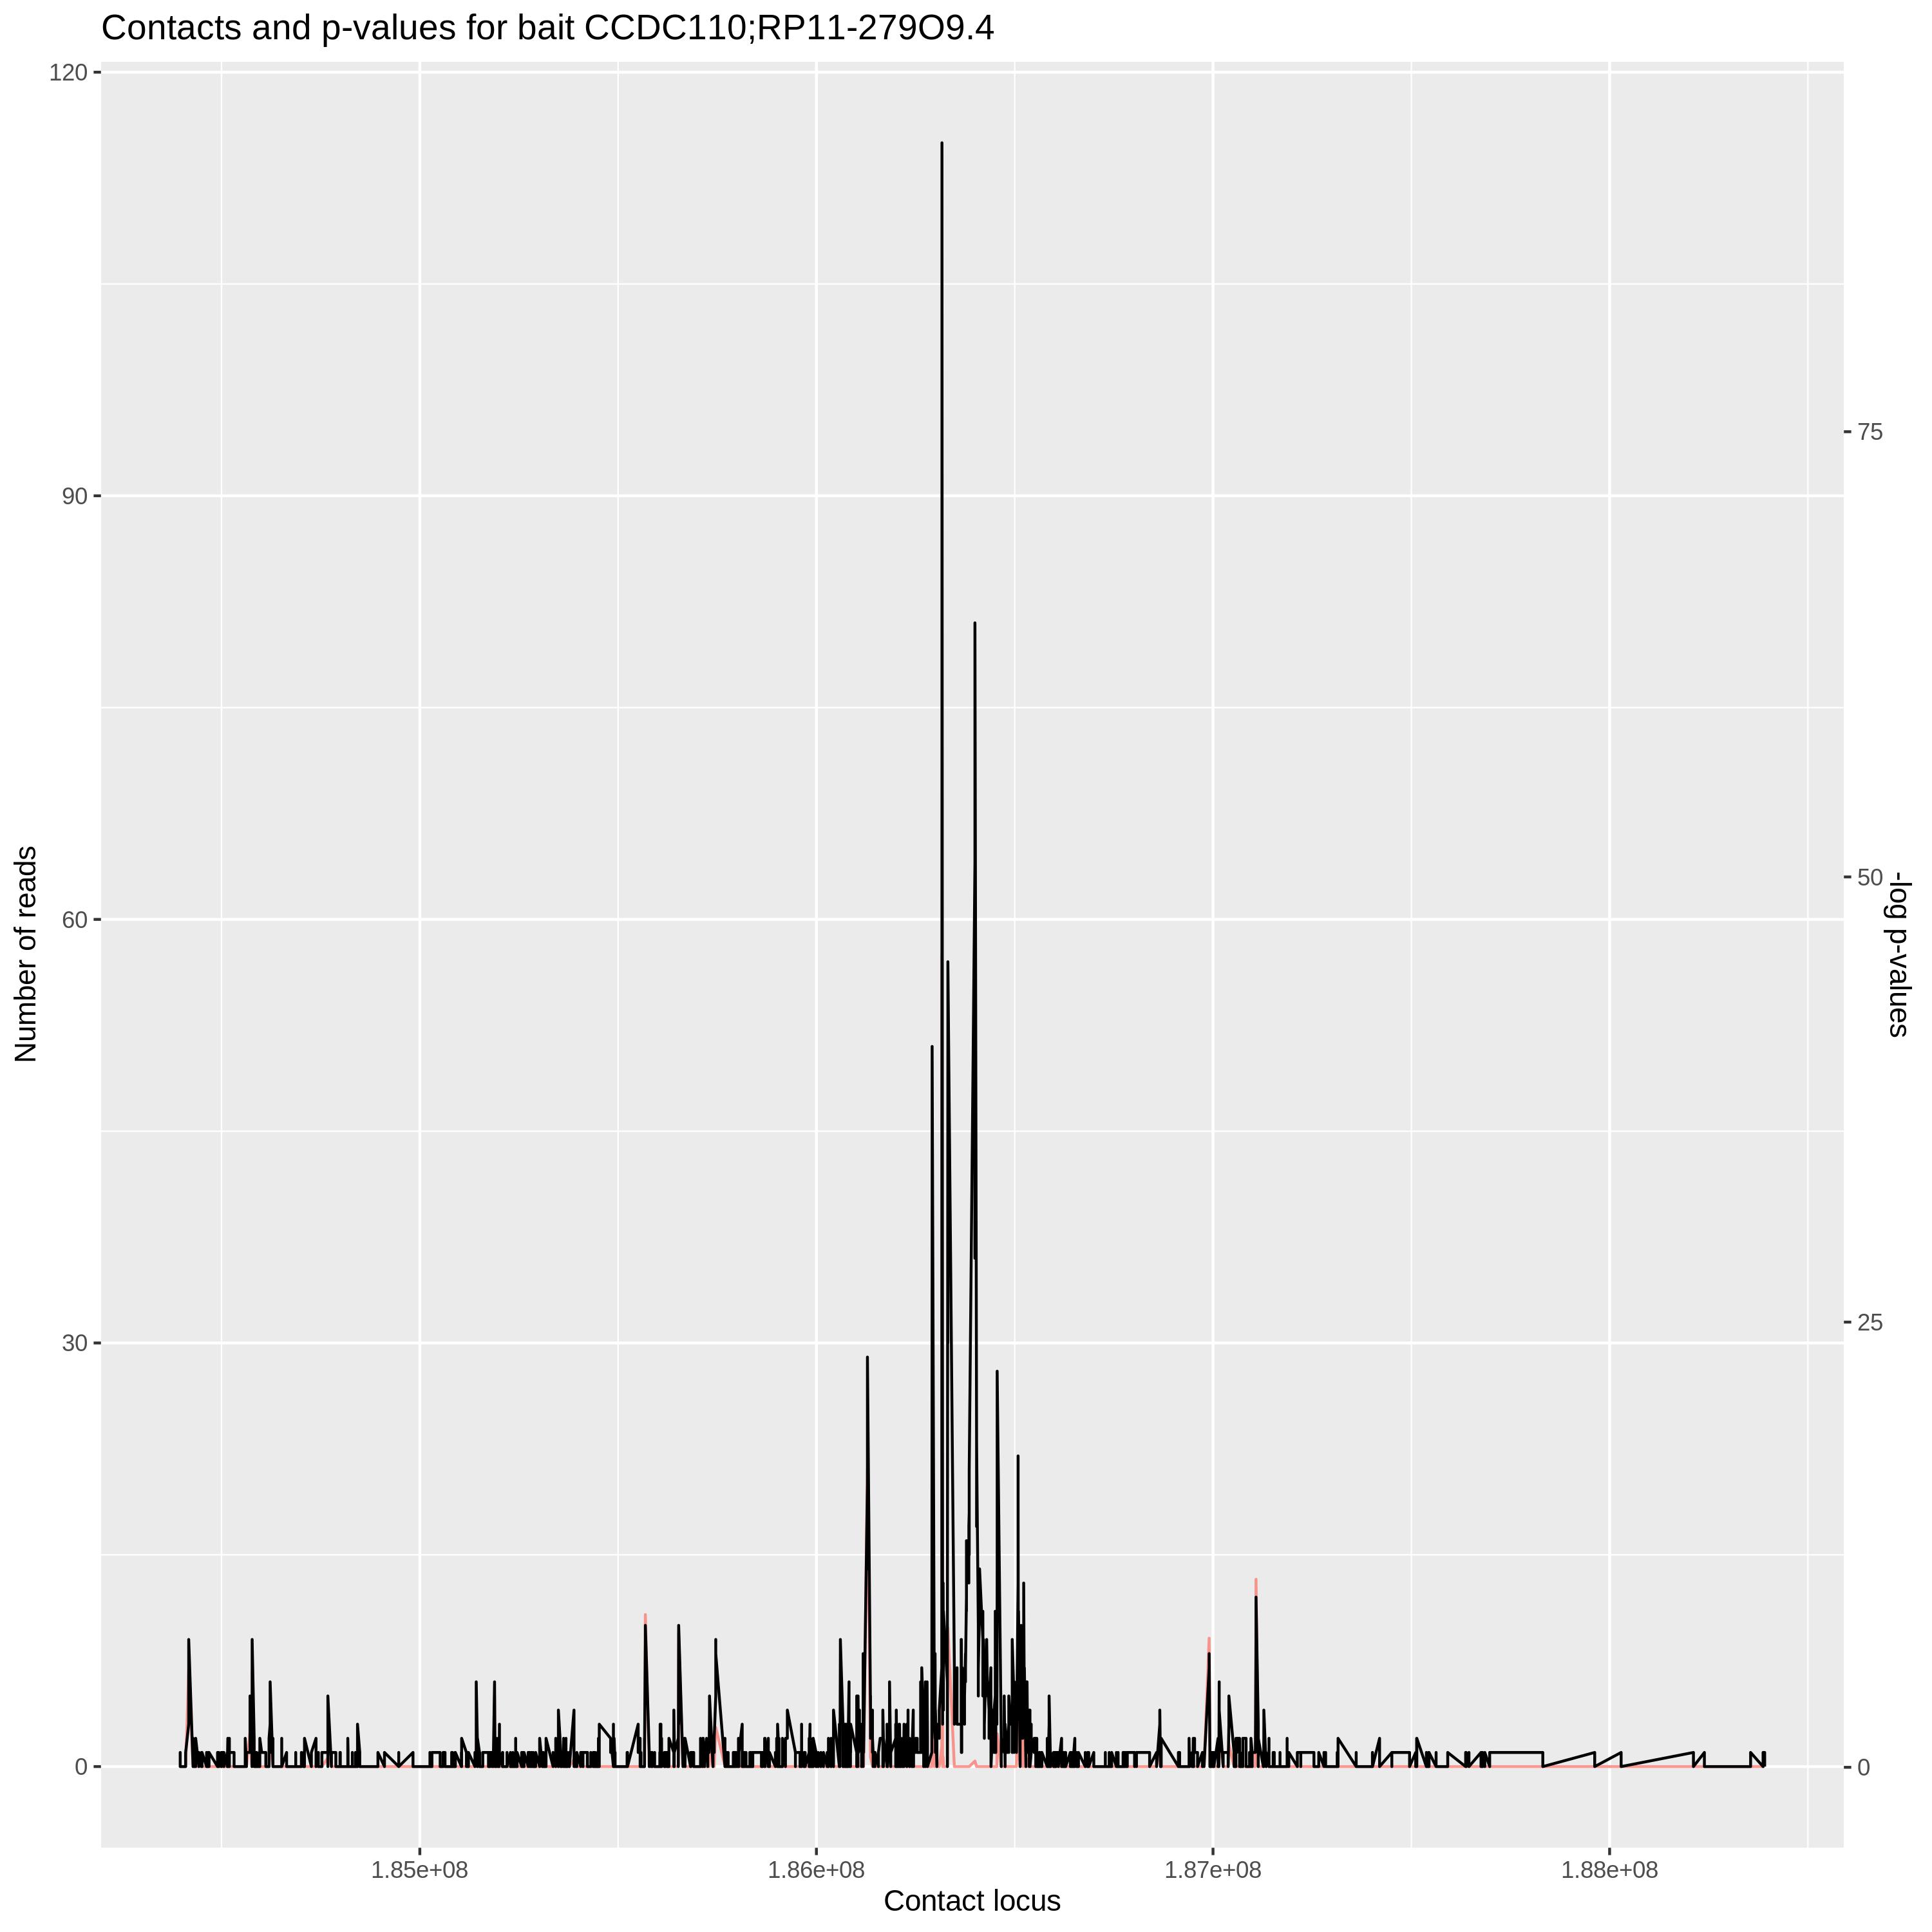 Contacts and p-values for bait CCDC110;RP11-279O9.4
120
90
60
30
0
Number of reads
75
50
25
0
-log p-values
1.85e+08
1.86e+08
1.87e+08
1.88e+08
Contact locus